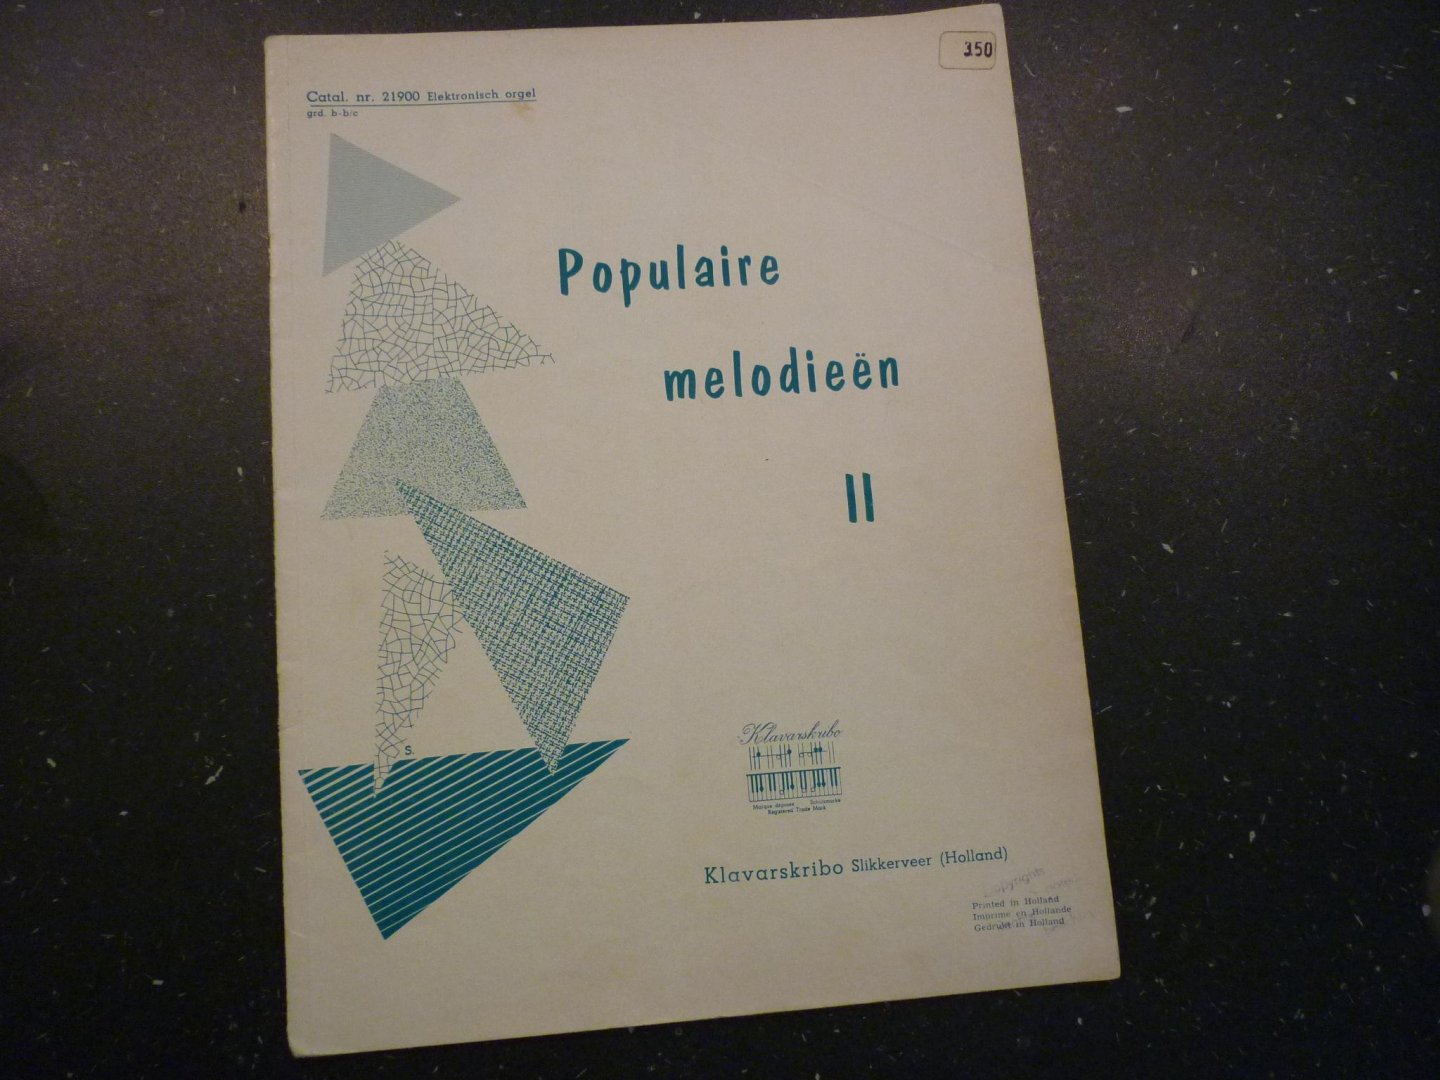 350
Catal. nr. 21900 Elektronisch orgel
grd. b-b/c
Populaire
melodieën
II
S.
Klavarskribo
Marque déposée Schutzmarke
Registered Trade Mark
Klavarskribo Slikkerveer (Holland)
Copyrights
Printed in Holland
Imprimé en Hollande
Gedrukt in Holland